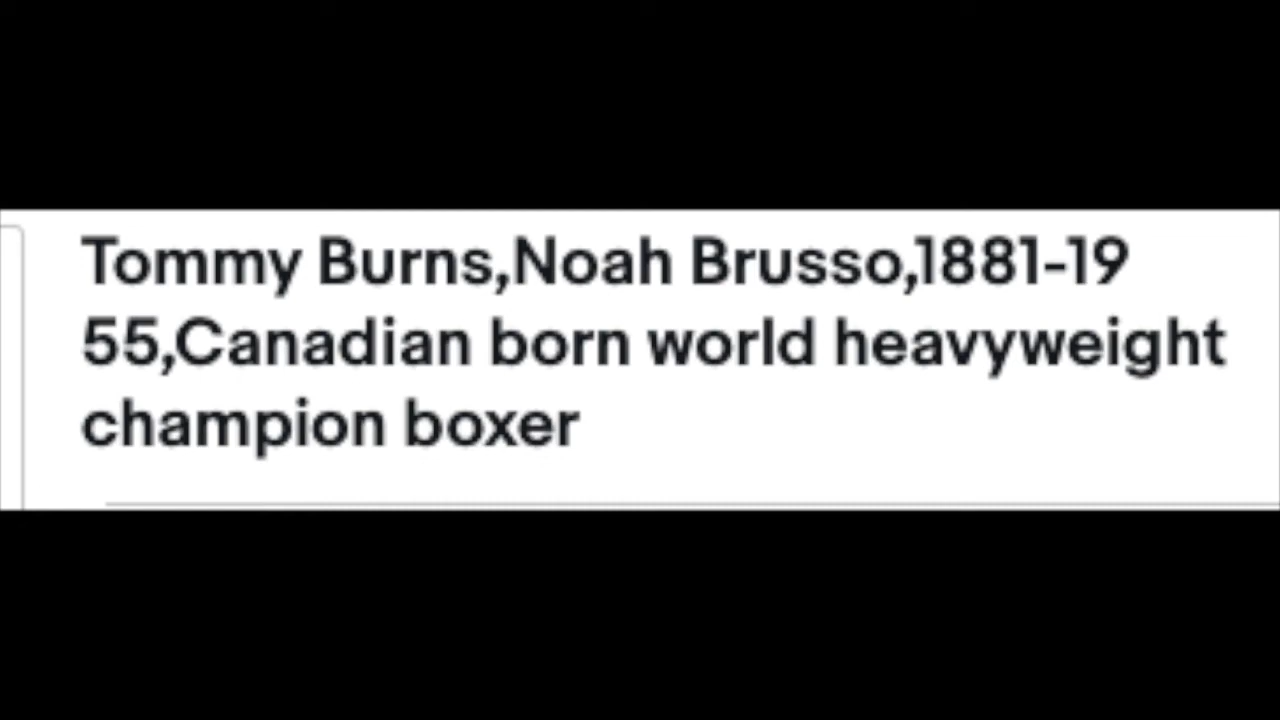 Tommy Burns,Noah Brusso,1881-19
55,Canadian born world heavyweight
champion boxer